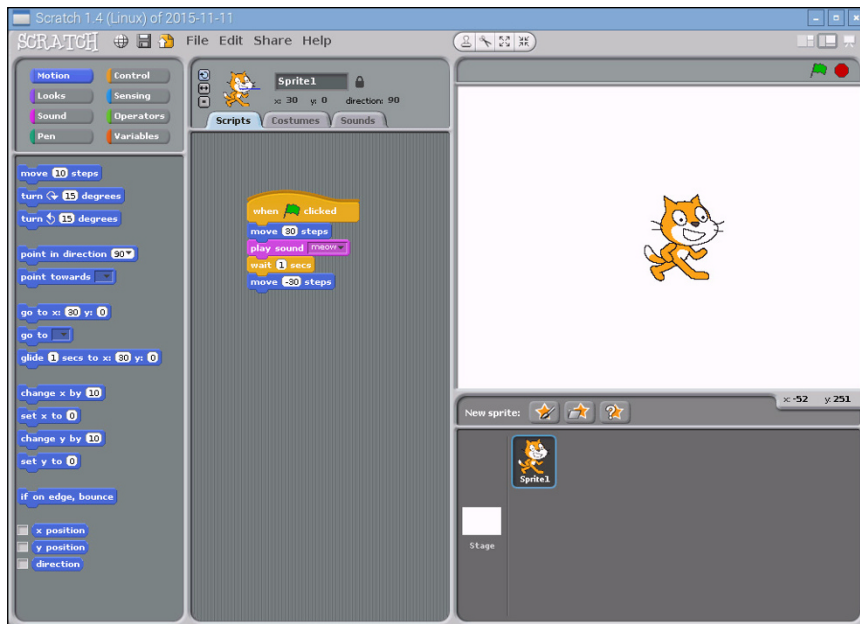 Scratch 1.4 (Linux) of 2015-11-11
SCRATCH File Edit Share Help
Motion Control
Looks Sensing
Sound Operators
Pen Variables
move 10 steps
turn 15 degrees
turn 15 degrees
point in direction 90
point towards
go to x: 30 y: 0
go to
glide 1 secs to x: 30 y: 0
change x by 10
set x to 0
change y by 10
set y to 0
if on edge, bounce
x position
y position
direction
Sprite1
x: 30 y: 0 direction: 90
Scripts Costumes Sounds
when clicked
move 30 steps
play sound meow
wait 1 secs
move -30 steps
x: -52 y: 251
New sprite:
Sprite1
Stage